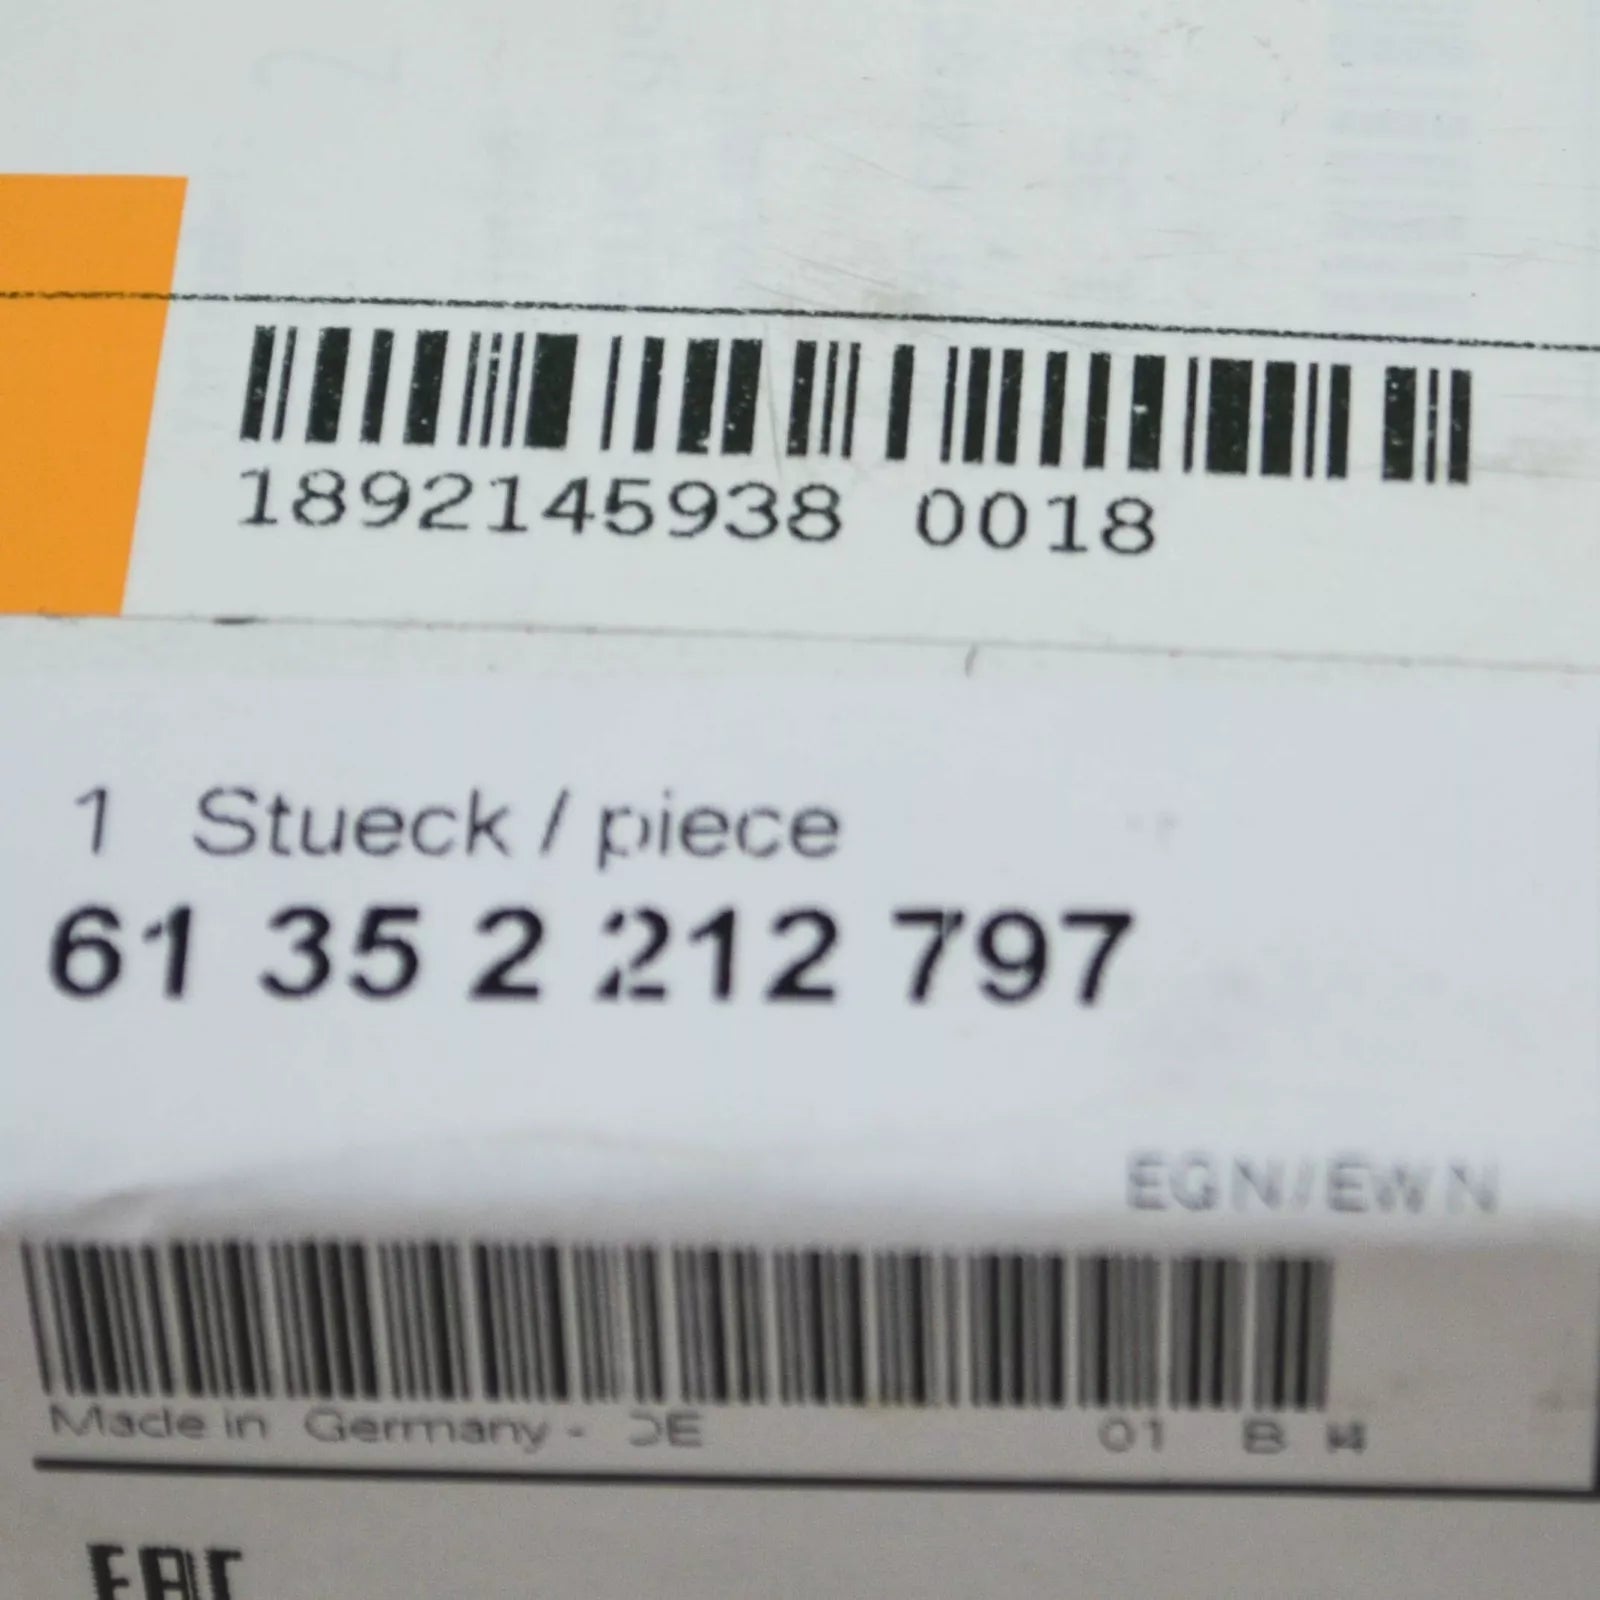 1892145938 0018
1 Stueck / piece
61 35 2 212 797
EGN/EWN
Made in Germany - DE
01 B
EAC